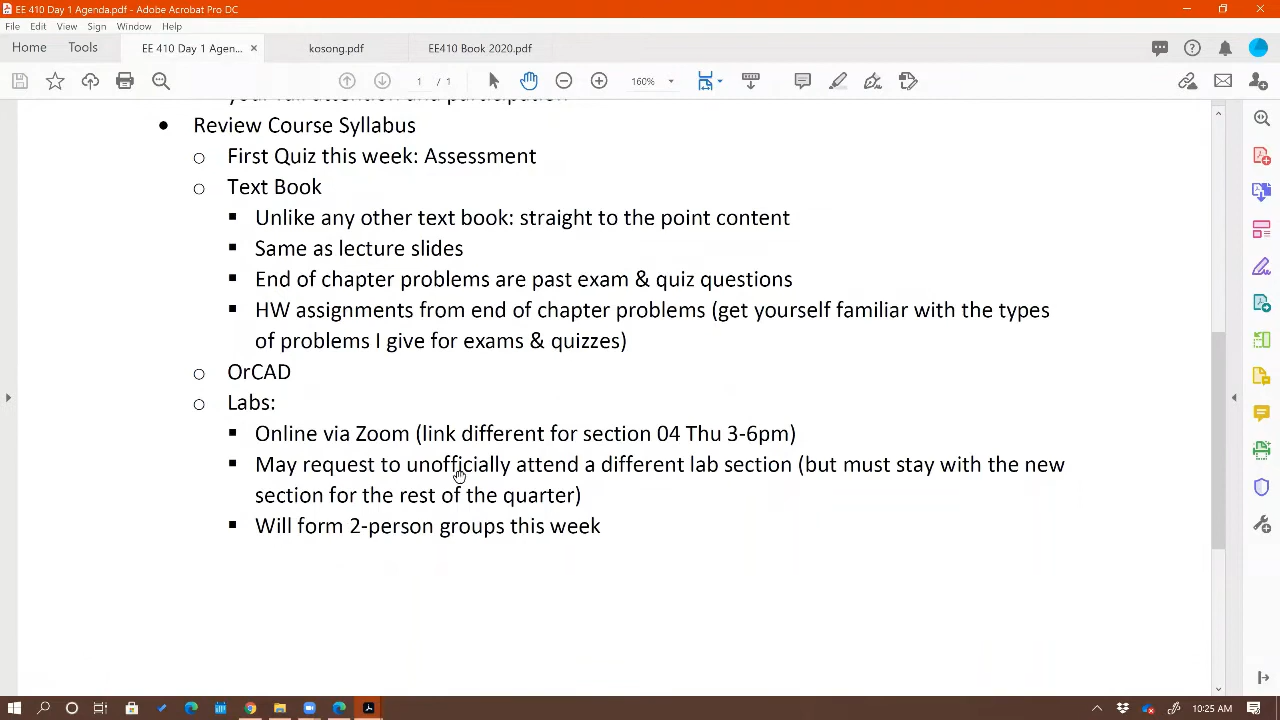 EE 410 Day 1 Agenda.pdf - Adobe Acrobat Pro DC
File Edit View Sign Window Help
Home Tools EE 410 Day 1 Agen... × kosong.pdf EE410 Book 2020.pdf
1 / 1 160%
your full attention and participation
• Review Course Syllabus
o First Quiz this week: Assessment
o Text Book
▪ Unlike any other text book: straight to the point content
▪ Same as lecture slides
▪ End of chapter problems are past exam & quiz questions
▪ HW assignments from end of chapter problems (get yourself familiar with the types
of problems I give for exams & quizzes)
o OrCAD
o Labs:
▪ Online via Zoom (link different for section 04 Thu 3-6pm)
▪ May request to unofficially attend a different lab section (but must stay with the new
section for the rest of the quarter)
▪ Will form 2-person groups this week
10:25 AM